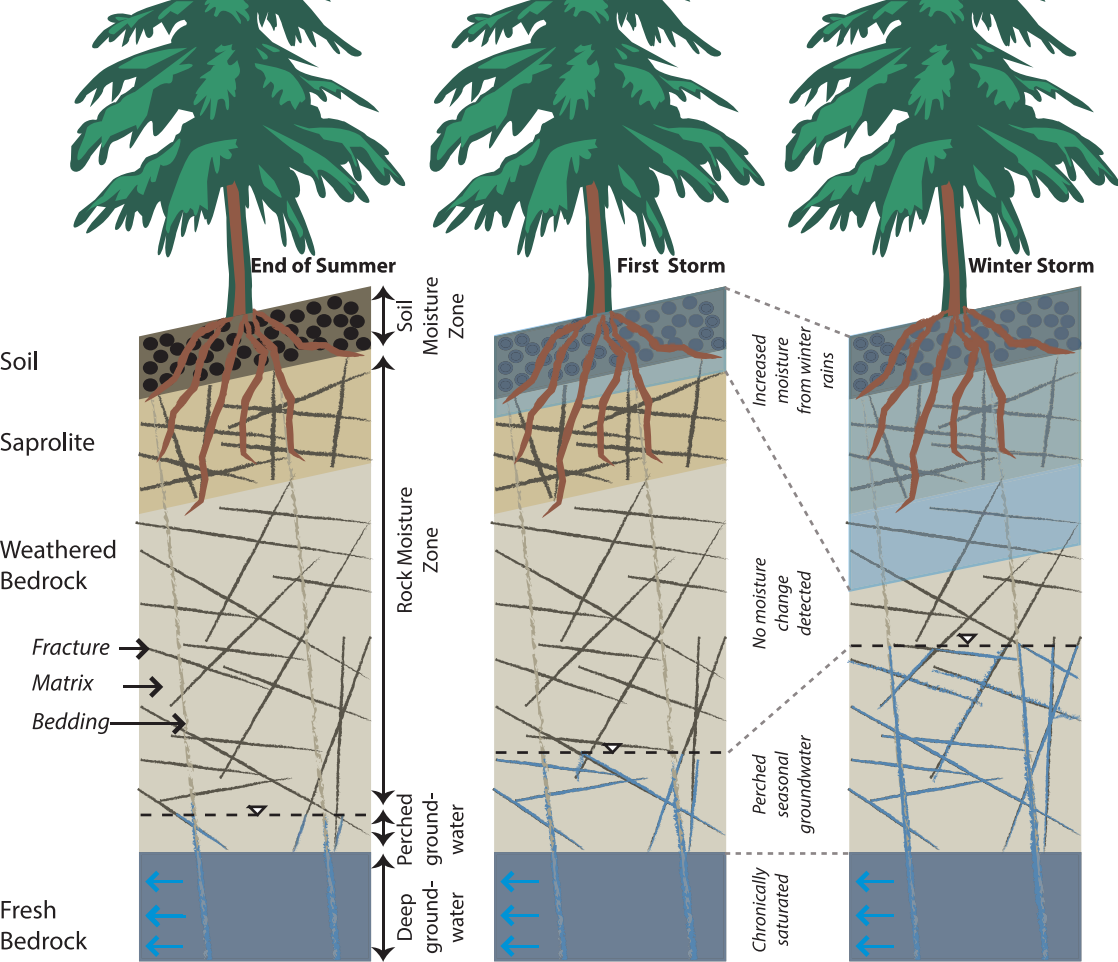 End of Summer
First Storm
Winter Storm
Soil
Moisture
Zone
Soil
Saprolite
Weathered
Bedrock
Fracture
Matrix
Bedding
Fresh
Bedrock
Rock Moisture
Zone
Perched
ground-
water
Deep
ground-
water
Increased
moisture
from winter
rains
No moisture
change
detected
Perched
seasonal
groundwater
Chronically
saturated